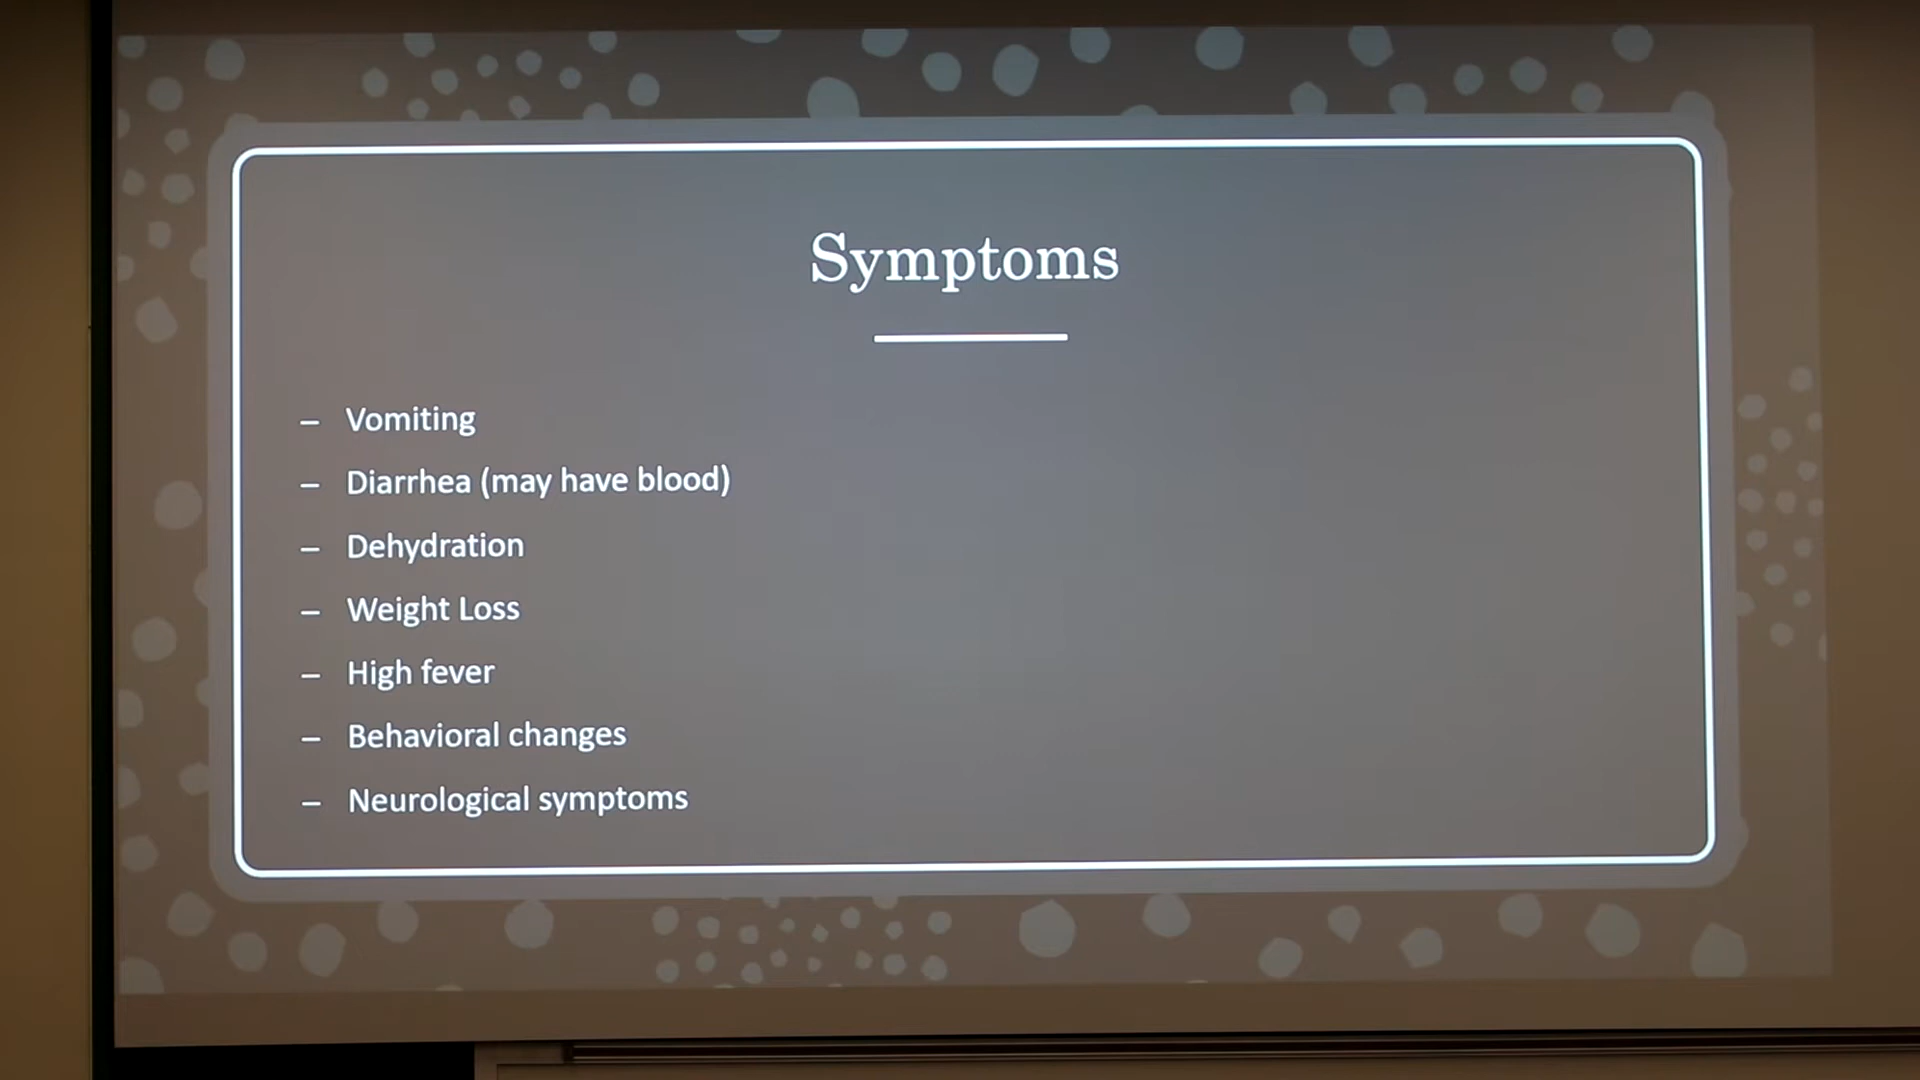 Symptoms
– Vomiting
– Diarrhea (may have blood)
– Dehydration
– Weight Loss
– High fever
– Behavioral changes
– Neurological symptoms